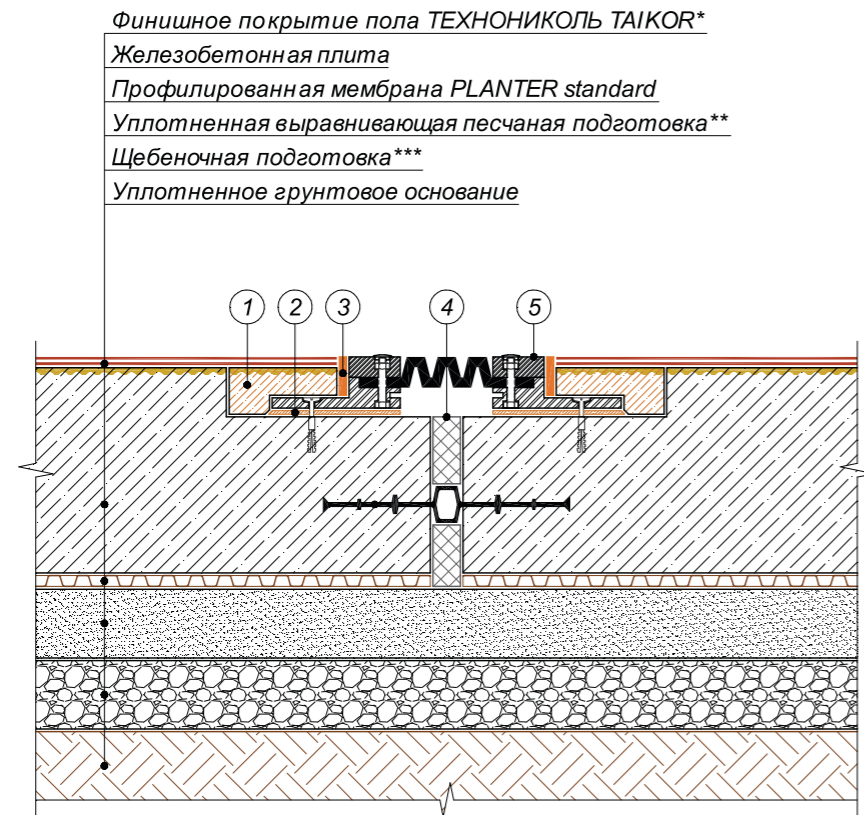 Финишное покрытие пола ТЕХНОНИКОЛЬ TAIKOR*
Железобетонная плита
Профилированная мембрана PLANTER standard
Уплотненная выравнивающая песчаная подготовка**
Щебеночная подготовка***
Уплотненное грунтовое основание
1 2 3 4 5